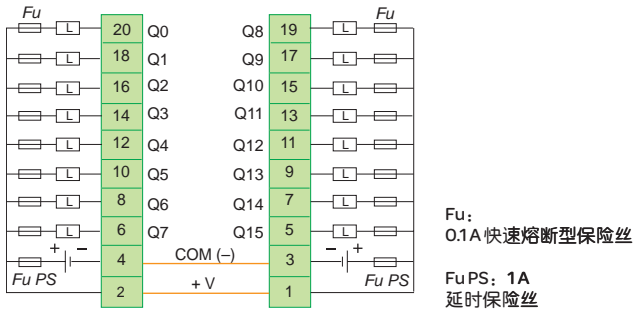 Fu Fu
L 20 Q0 Q8 19 L
L 18 Q1 Q9 17 L
L 16 Q2 Q10 15 L
L 14 Q3 Q11 13 L
L 12 Q4 Q12 11 L
L 10 Q5 Q13 9 L
L 8 Q6 Q14 7 L
L 6 Q7 Q15 5 L
+ − 4 COM (–) 3 − +
Fu PS 2 + V 1 Fu PS
Fu：
0.1A 快速熔断型保险丝
Fu PS：1A
延时保险丝